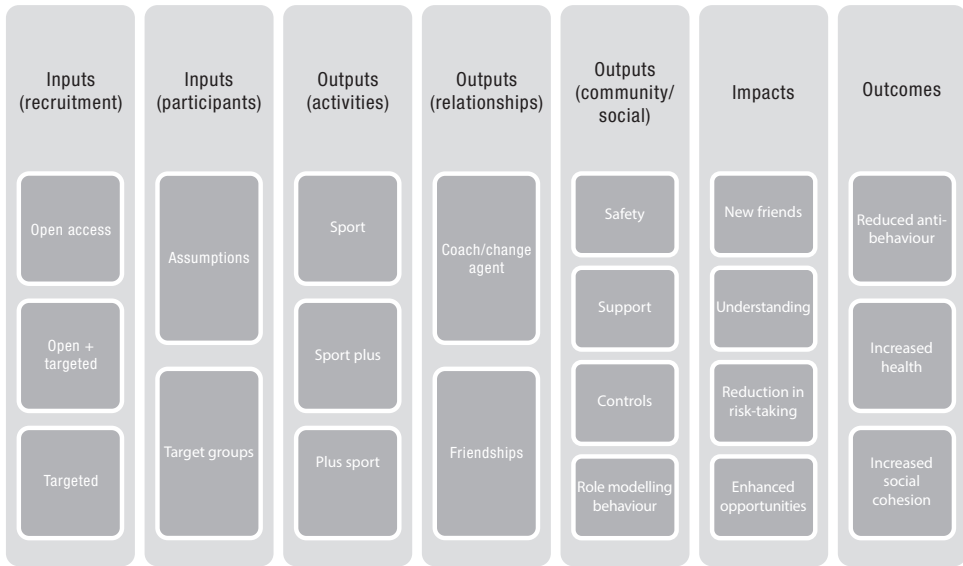 Inputs
(recruitment)
Open access
Open +
targeted
Targeted
Inputs
(participants)
Assumptions
Target groups
Outputs
(activities)
Sport
Sport plus
Plus sport
Outputs
(relationships)
Coach/change
agent
Friendships
Outputs
(community/
social)
Safety
Support
Controls
Role modelling
behaviour
Impacts
New friends
Understanding
Reduction in
risk-taking
Enhanced
opportunities
Outcomes
Reduced anti-
behaviour
Increased
health
Increased
social
cohesion